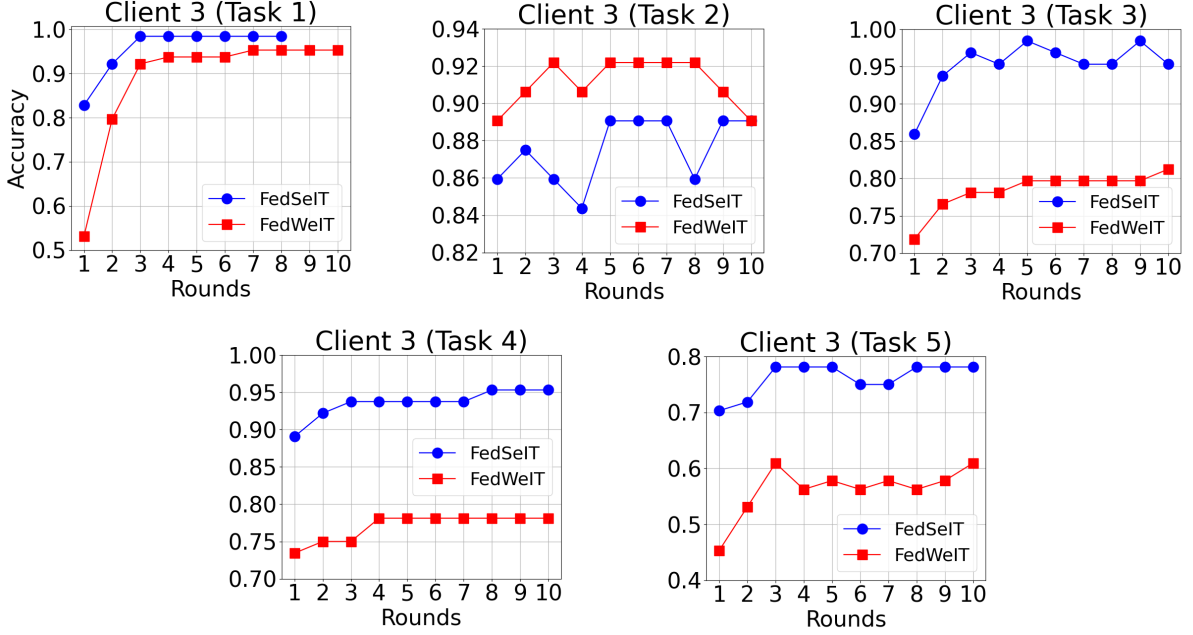 Client 3 (Task 1)
Accuracy
1.0
0.9
0.8
0.7
0.6
0.5
FedSeIT
FedWeIT
1 2 3 4 5 6 7 8 9 10
Rounds
Client 3 (Task 2)
0.94
0.92
0.90
0.88
0.86
0.84
0.82
FedSeIT
FedWeIT
1 2 3 4 5 6 7 8 9 10
Rounds
Client 3 (Task 3)
1.00
0.95
0.90
0.85
0.80
0.75
0.70
FedSeIT
FedWeIT
1 2 3 4 5 6 7 8 9 10
Rounds
Client 3 (Task 4)
1.00
0.95
0.90
0.85
0.80
0.75
0.70
FedSeIT
FedWeIT
1 2 3 4 5 6 7 8 9 10
Rounds
Client 3 (Task 5)
0.8
0.7
0.6
0.5
0.4
FedSeIT
FedWeIT
1 2 3 4 5 6 7 8 9 10
Rounds